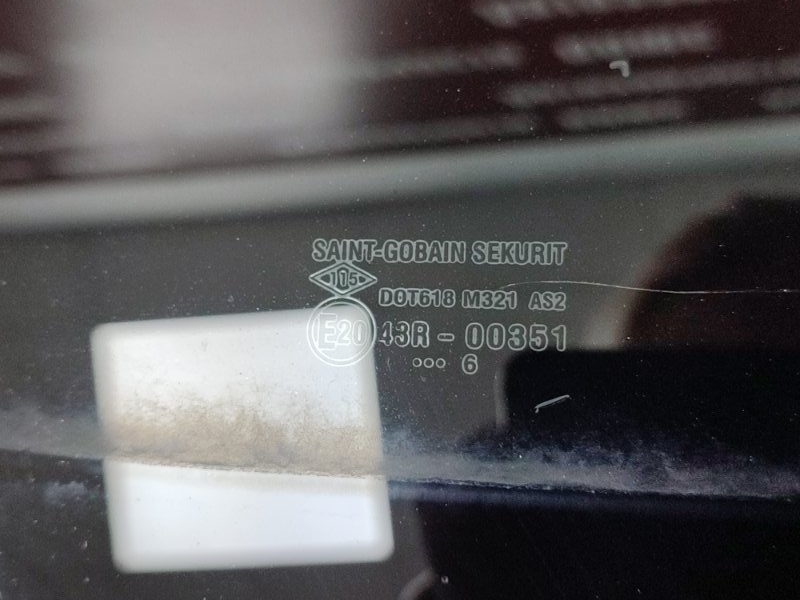 SAINT-GOBAIN SEKURIT
105
DOT618 M321 AS2
E20 43R - 00351
••• 6